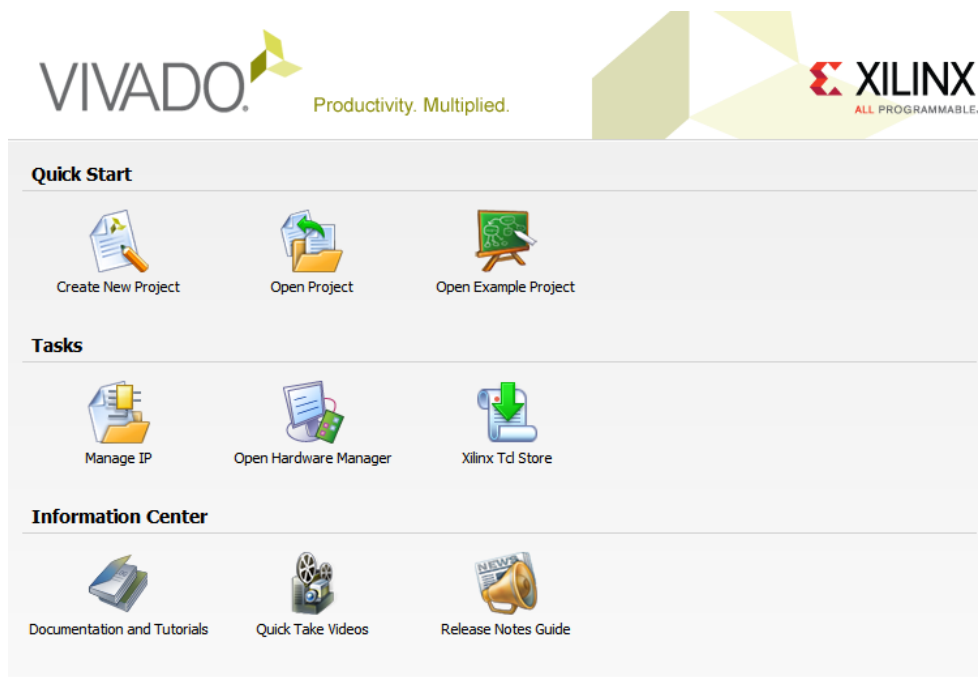 VIVADO.
Productivity. Multiplied.
XILINX
ALL PROGRAMMABLE.
Quick Start
Create New Project
Open Project
Open Example Project
Tasks
Manage IP
Open Hardware Manager
Xilinx Tcl Store
Information Center
NEWS
Documentation and Tutorials
Quick Take Videos
Release Notes Guide